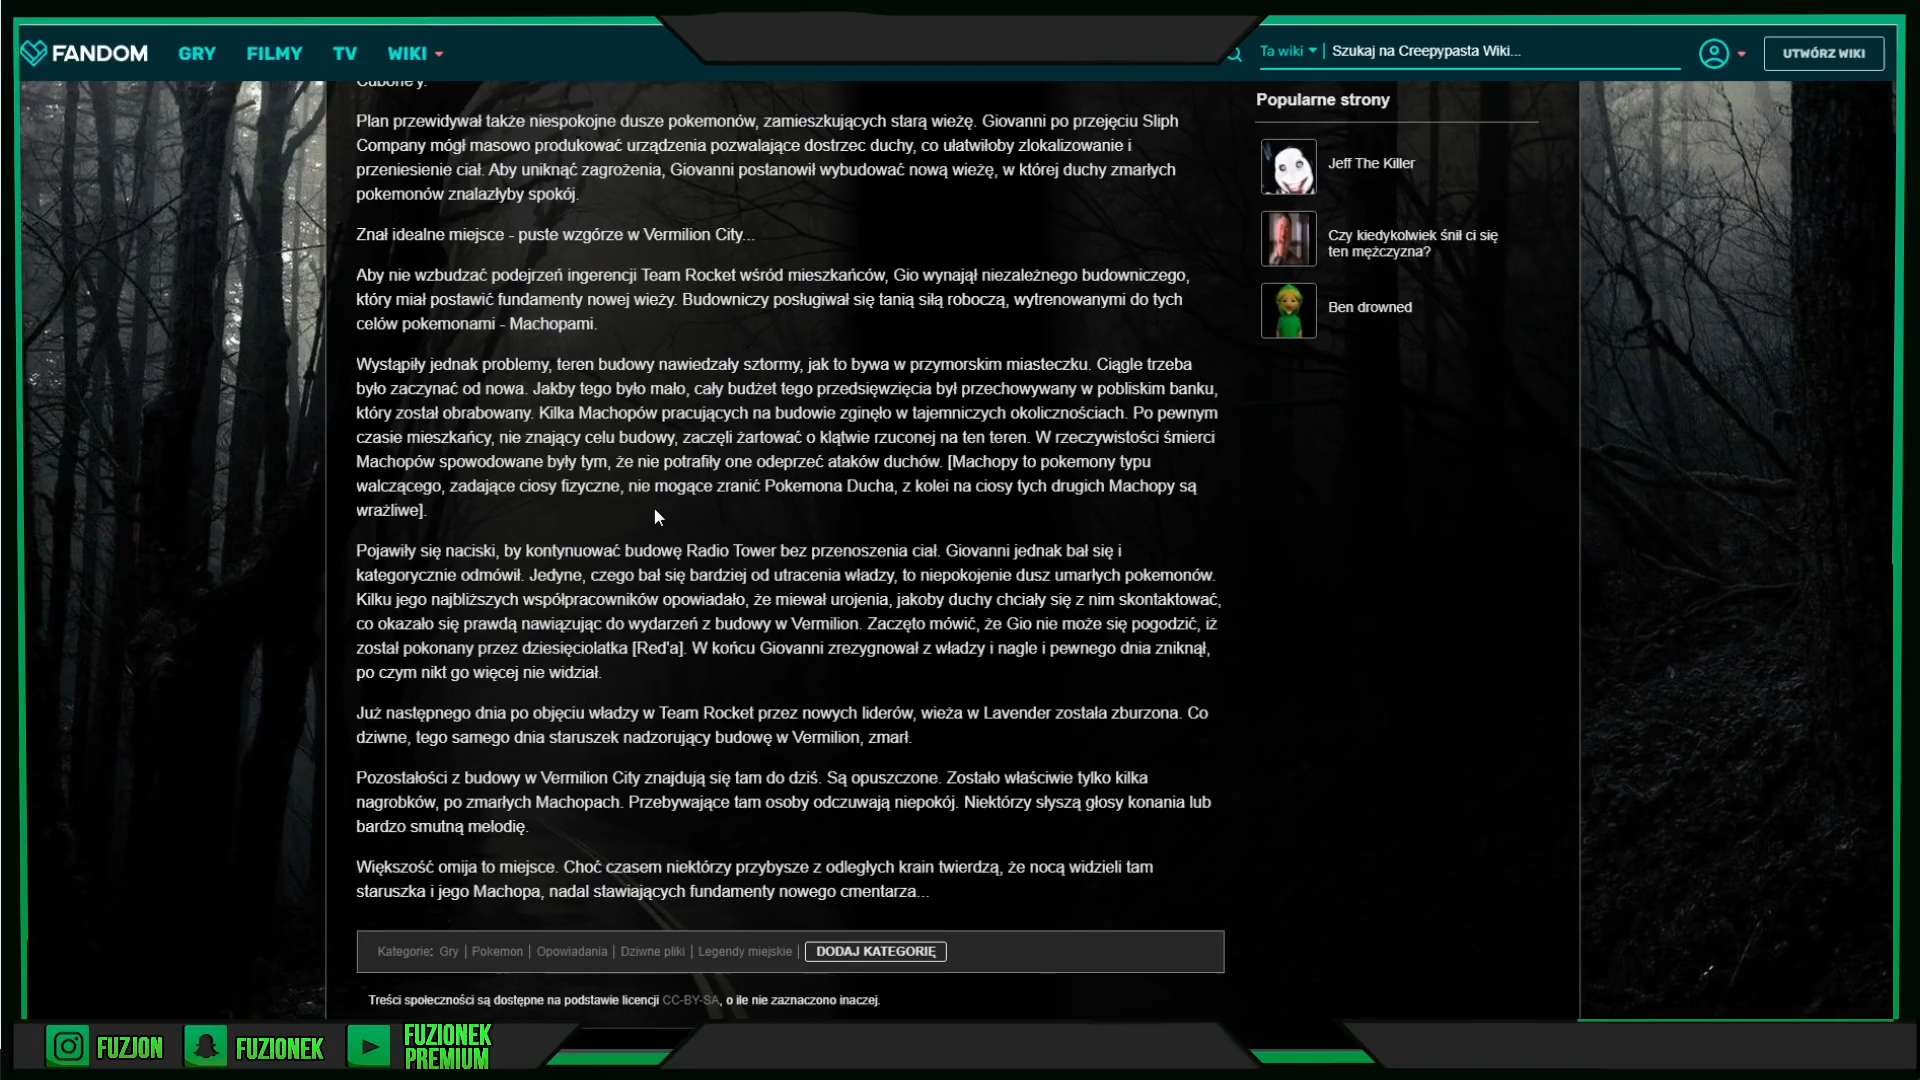 FANDOM GRY FILMY TV WIKI
Ta wiki Szukaj na Creepypasta Wiki...
UTWÓRZ WIKI
Cubone'y.
Plan przewidywał także niespokojne dusze pokemonów, zamieszkujących starą wieżę. Giovanni po przejęciu Sliph
Company mógł masowo produkować urządzenia pozwalające dostrzec duchy, co ułatwiłoby zlokalizowanie i
przeniesienie ciał. Aby uniknąć zagrożenia, Giovanni postanowił wybudować nową wieżę, w której duchy zmarłych
pokemonów znalazłyby spokój.
Znał idealne miejsce - puste wzgórze w Vermilion City...
Aby nie wzbudzać podejrzeń ingerencji Team Rocket wśród mieszkańców, Gio wynajął niezależnego budowniczego,
który miał postawić fundamenty nowej wieży. Budowniczy posługiwał się tanią siłą roboczą, wytrenowanymi do tych
celów pokemonami - Machopami.
Wystąpiły jednak problemy, teren budowy nawiedzały sztormy, jak to bywa w przymorskim miasteczku. Ciągle trzeba
było zaczynać od nowa. Jakby tego było mało, cały budżet tego przedsięwzięcia był przechowywany w pobliskim banku,
który został obrabowany. Kilka Machopów pracujących na budowie zginęło w tajemniczych okolicznościach. Po pewnym
czasie mieszkańcy, nie znający celu budowy, zaczęli żartować o klątwie rzuconej na ten teren. W rzeczywistości śmierci
Machopów spowodowane były tym, że nie potrafiły one odeprzeć ataków duchów. [Machopy to pokemony typu
walczącego, zadające ciosy fizyczne, nie mogące zranić Pokemona Ducha, z kolei na ciosy tych drugich Machopy są
wrażliwe].
Pojawiły się naciski, by kontynuować budowę Radio Tower bez przenoszenia ciał. Giovanni jednak bał się i
kategorycznie odmówił. Jedyne, czego bał się bardziej od utracenia władzy, to niepokojenie dusz umarłych pokemonów.
Kilku jego najbliższych współpracowników opowiadało, że miewał urojenia, jakoby duchy chciały się z nim skontaktować,
co okazało się prawdą nawiązując do wydarzeń z budowy w Vermilion. Zaczęto mówić, że Gio nie może się pogodzić, iż
został pokonany przez dziesięciolatka [Red'a]. W końcu Giovanni zrezygnował z władzy i nagle i pewnego dnia zniknął,
po czym nikt go więcej nie widział.
Już następnego dnia po objęciu władzy w Team Rocket przez nowych liderów, wieża w Lavender została zburzona. Co
dziwne, tego samego dnia staruszek nadzorujący budowę w Vermilion, zmarł.
Pozostałości z budowy w Vermilion City znajdują się tam do dziś. Są opuszczone. Zostało właściwie tylko kilka
nagrobków, po zmarłych Machopach. Przebywające tam osoby odczuwają niepokój. Niektórzy słyszą głosy konania lub
bardzo smutną melodię.
Większość omija to miejsce. Choć czasem niektórzy przybysze z odległych krain twierdzą, że nocą widzieli tam
staruszka i jego Machopa, nadal stawiających fundamenty nowego cmentarza...
Kategorie: Gry | Pokemon | Opowiadania | Dziwne pliki | Legendy miejskie | DODAJ KATEGORIĘ
Treści społeczności są dostępne na podstawie licencji CC-BY-SA, o ile nie zaznaczono inaczej.
Popularne strony
Jeff The Killer
Czy kiedykolwiek śnił ci się
ten mężczyzna?
Ben drowned
FUZJON
FUZIONEK
FUZIONEK
PREMIUM